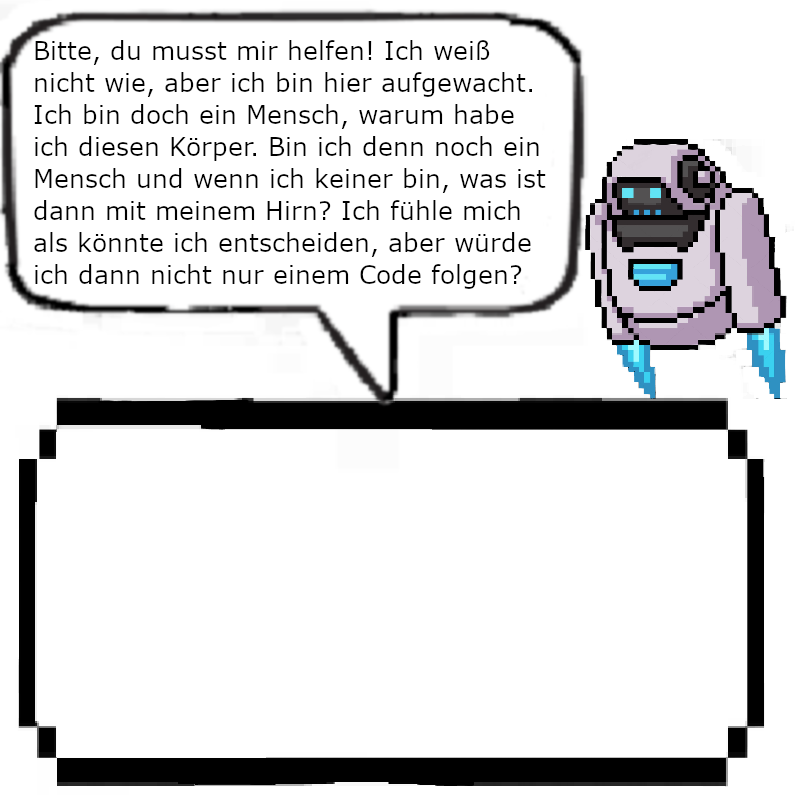 Bitte, du musst mir helfen! Ich weiß
nicht wie, aber ich bin hier aufgewacht.
Ich bin doch ein Mensch, warum habe
ich diesen Körper. Bin ich denn noch ein
Mensch und wenn ich keiner bin, was ist
dann mit meinem Hirn? Ich fühle mich
als könnte ich entscheiden, aber würde
ich dann nicht nur einem Code folgen?